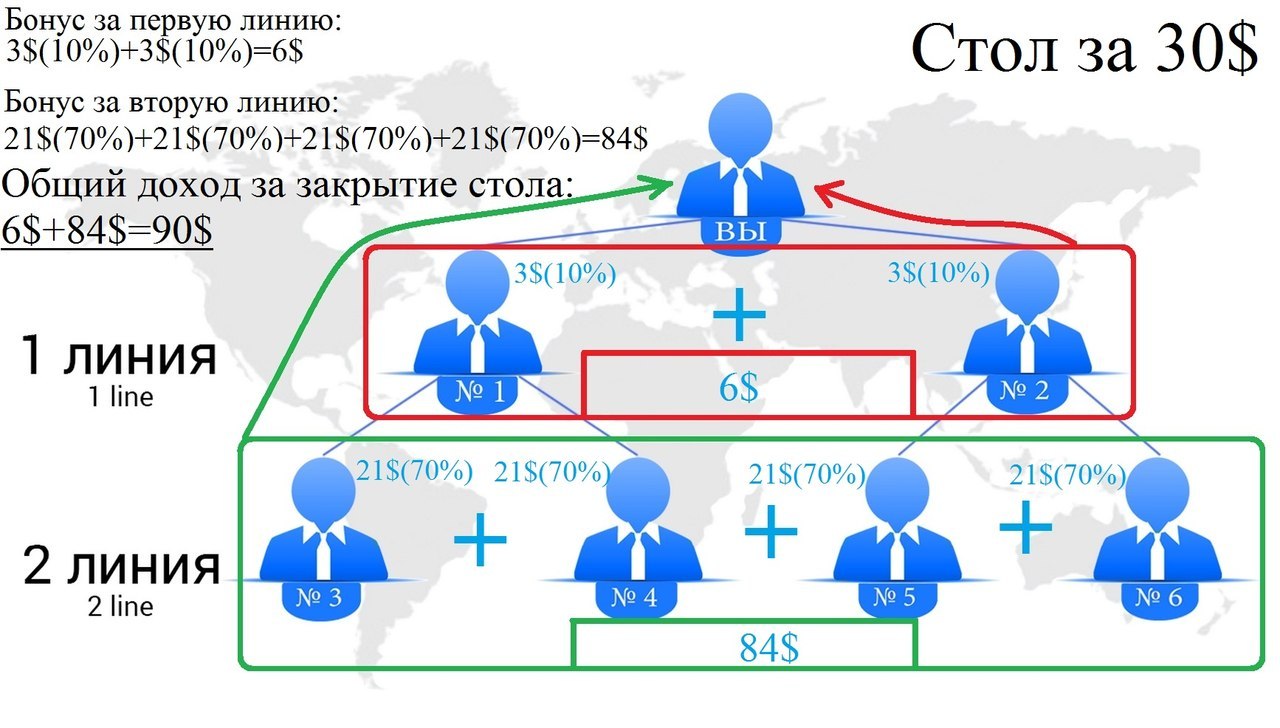 Бонус за первую линию:
3$(10%)+3$(10%)=6$
Стол за 30$
Бонус за вторую линию:
21$(70%)+21$(70%)+21$(70%)+21$(70%)=84$
Общий доход за закрытие стола:
6$+84$=90$
ВЫ
3$(10%)
+
3$(10%)
1 линия
1 line
№ 1
6$
№ 2
21$(70%)
+
21$(70%)
+
21$(70%)
+
21$(70%)
2 линия
2 line
№ 3
№ 4
№ 5
№ 6
84$